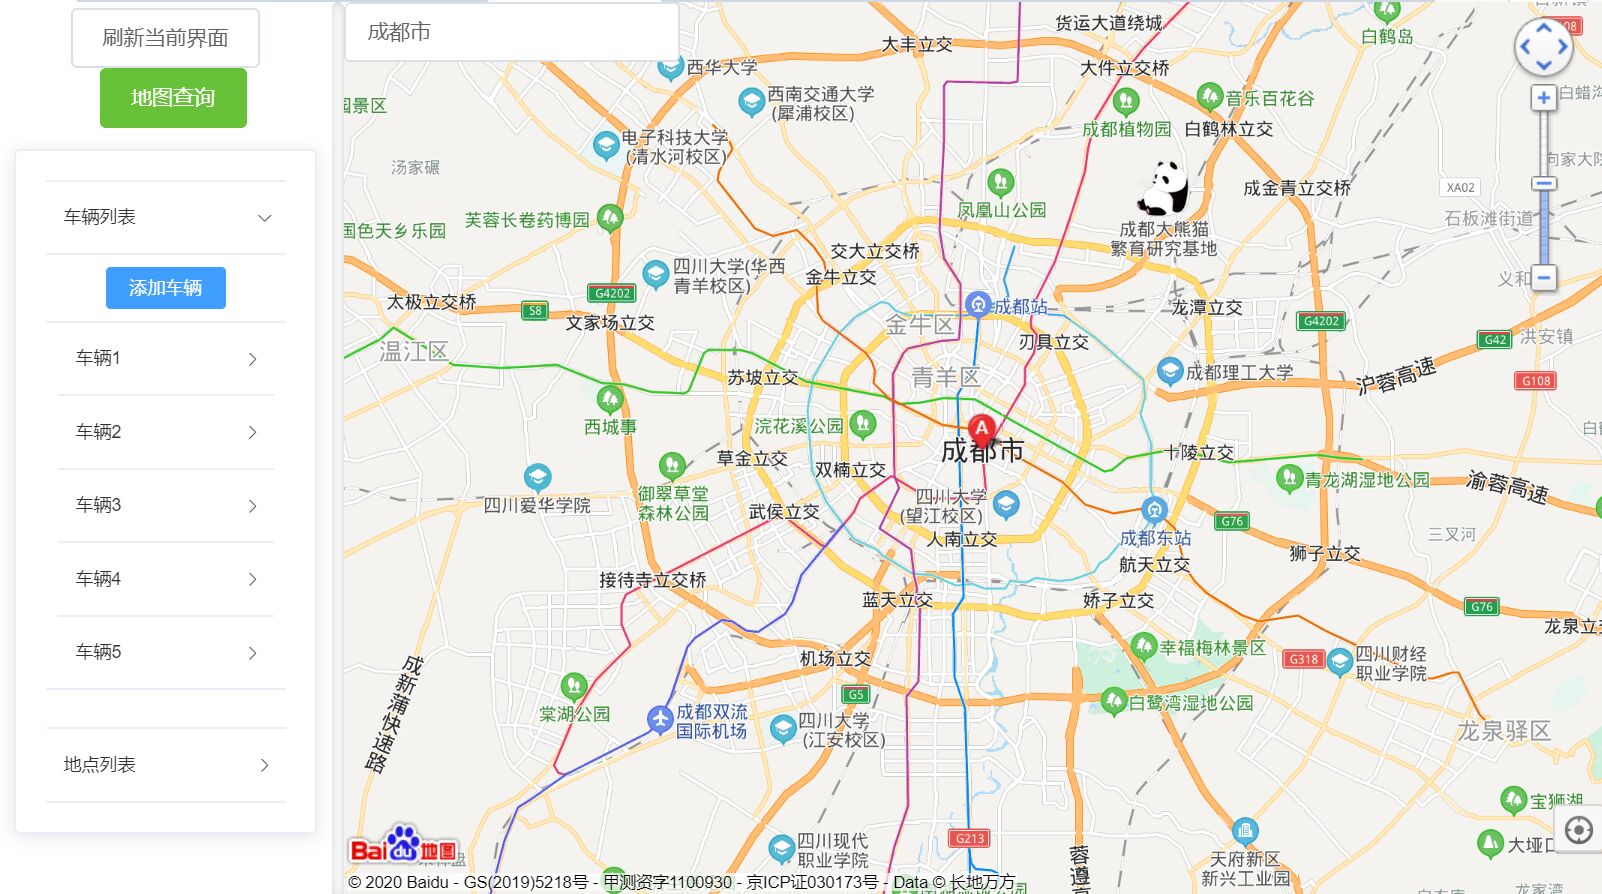 刷新当前界面
地图查询
车辆列表
添加车辆
车辆1
车辆2
车辆3
车辆4
车辆5
地点列表
成都市
货运大道绕城
大丰立交
白鹤岛
08
西华大学
大件立交桥
西南交通大学
(犀浦校区)
音乐百花谷
园景区
成都植物园
白鹤林立交
电子科技大学
(清水河校区)
汤家碾
向家大院
成金青立交桥
XA02
凤凰山公园
石板滩街道
芙蓉长卷药博园
国色天乡乐园
成都大熊猫
繁育研究基地
交大立交桥
四川大学(华西
青羊校区)
金牛立交
义和
G4202
太极立交桥
S8
成都站
龙潭立交
文家场立交
金牛区
G4202
刃具立交
G42
洪安镇
温江区
苏坡立交
青羊区
成都理工大学
沪蓉高速
G108
西城事
浣花溪公园
A
成都市
草金立交
双楠立交
十陵立交
四川爱华学院
御翠草堂
森林公园
四川大学
(望江校区)
青龙湖湿地公园
渝蓉高速
武侯立交
G76
人南立交
成都东站
三叉河
狮子立交
航天立交
接待寺立交桥
蓝天立交
娇子立交
G76
龙泉立
幸福梅林景区
机场立交
G318
四川财经
职业学院
成新蒲快速路
G5
白鹭湾湿地公园
棠湖公园
成都双流
国际机场
四川大学
(江安校区)
龙泉驿区
宝狮湖
G213
四川现代
职业学院
天府新区
新兴工业园
大垭口
蓉遵
Bai du 地图
© 2020 Baidu - GS(2019)5218号 - 甲测资字1100930 - 京ICP证030173号 - Data © 长地万方